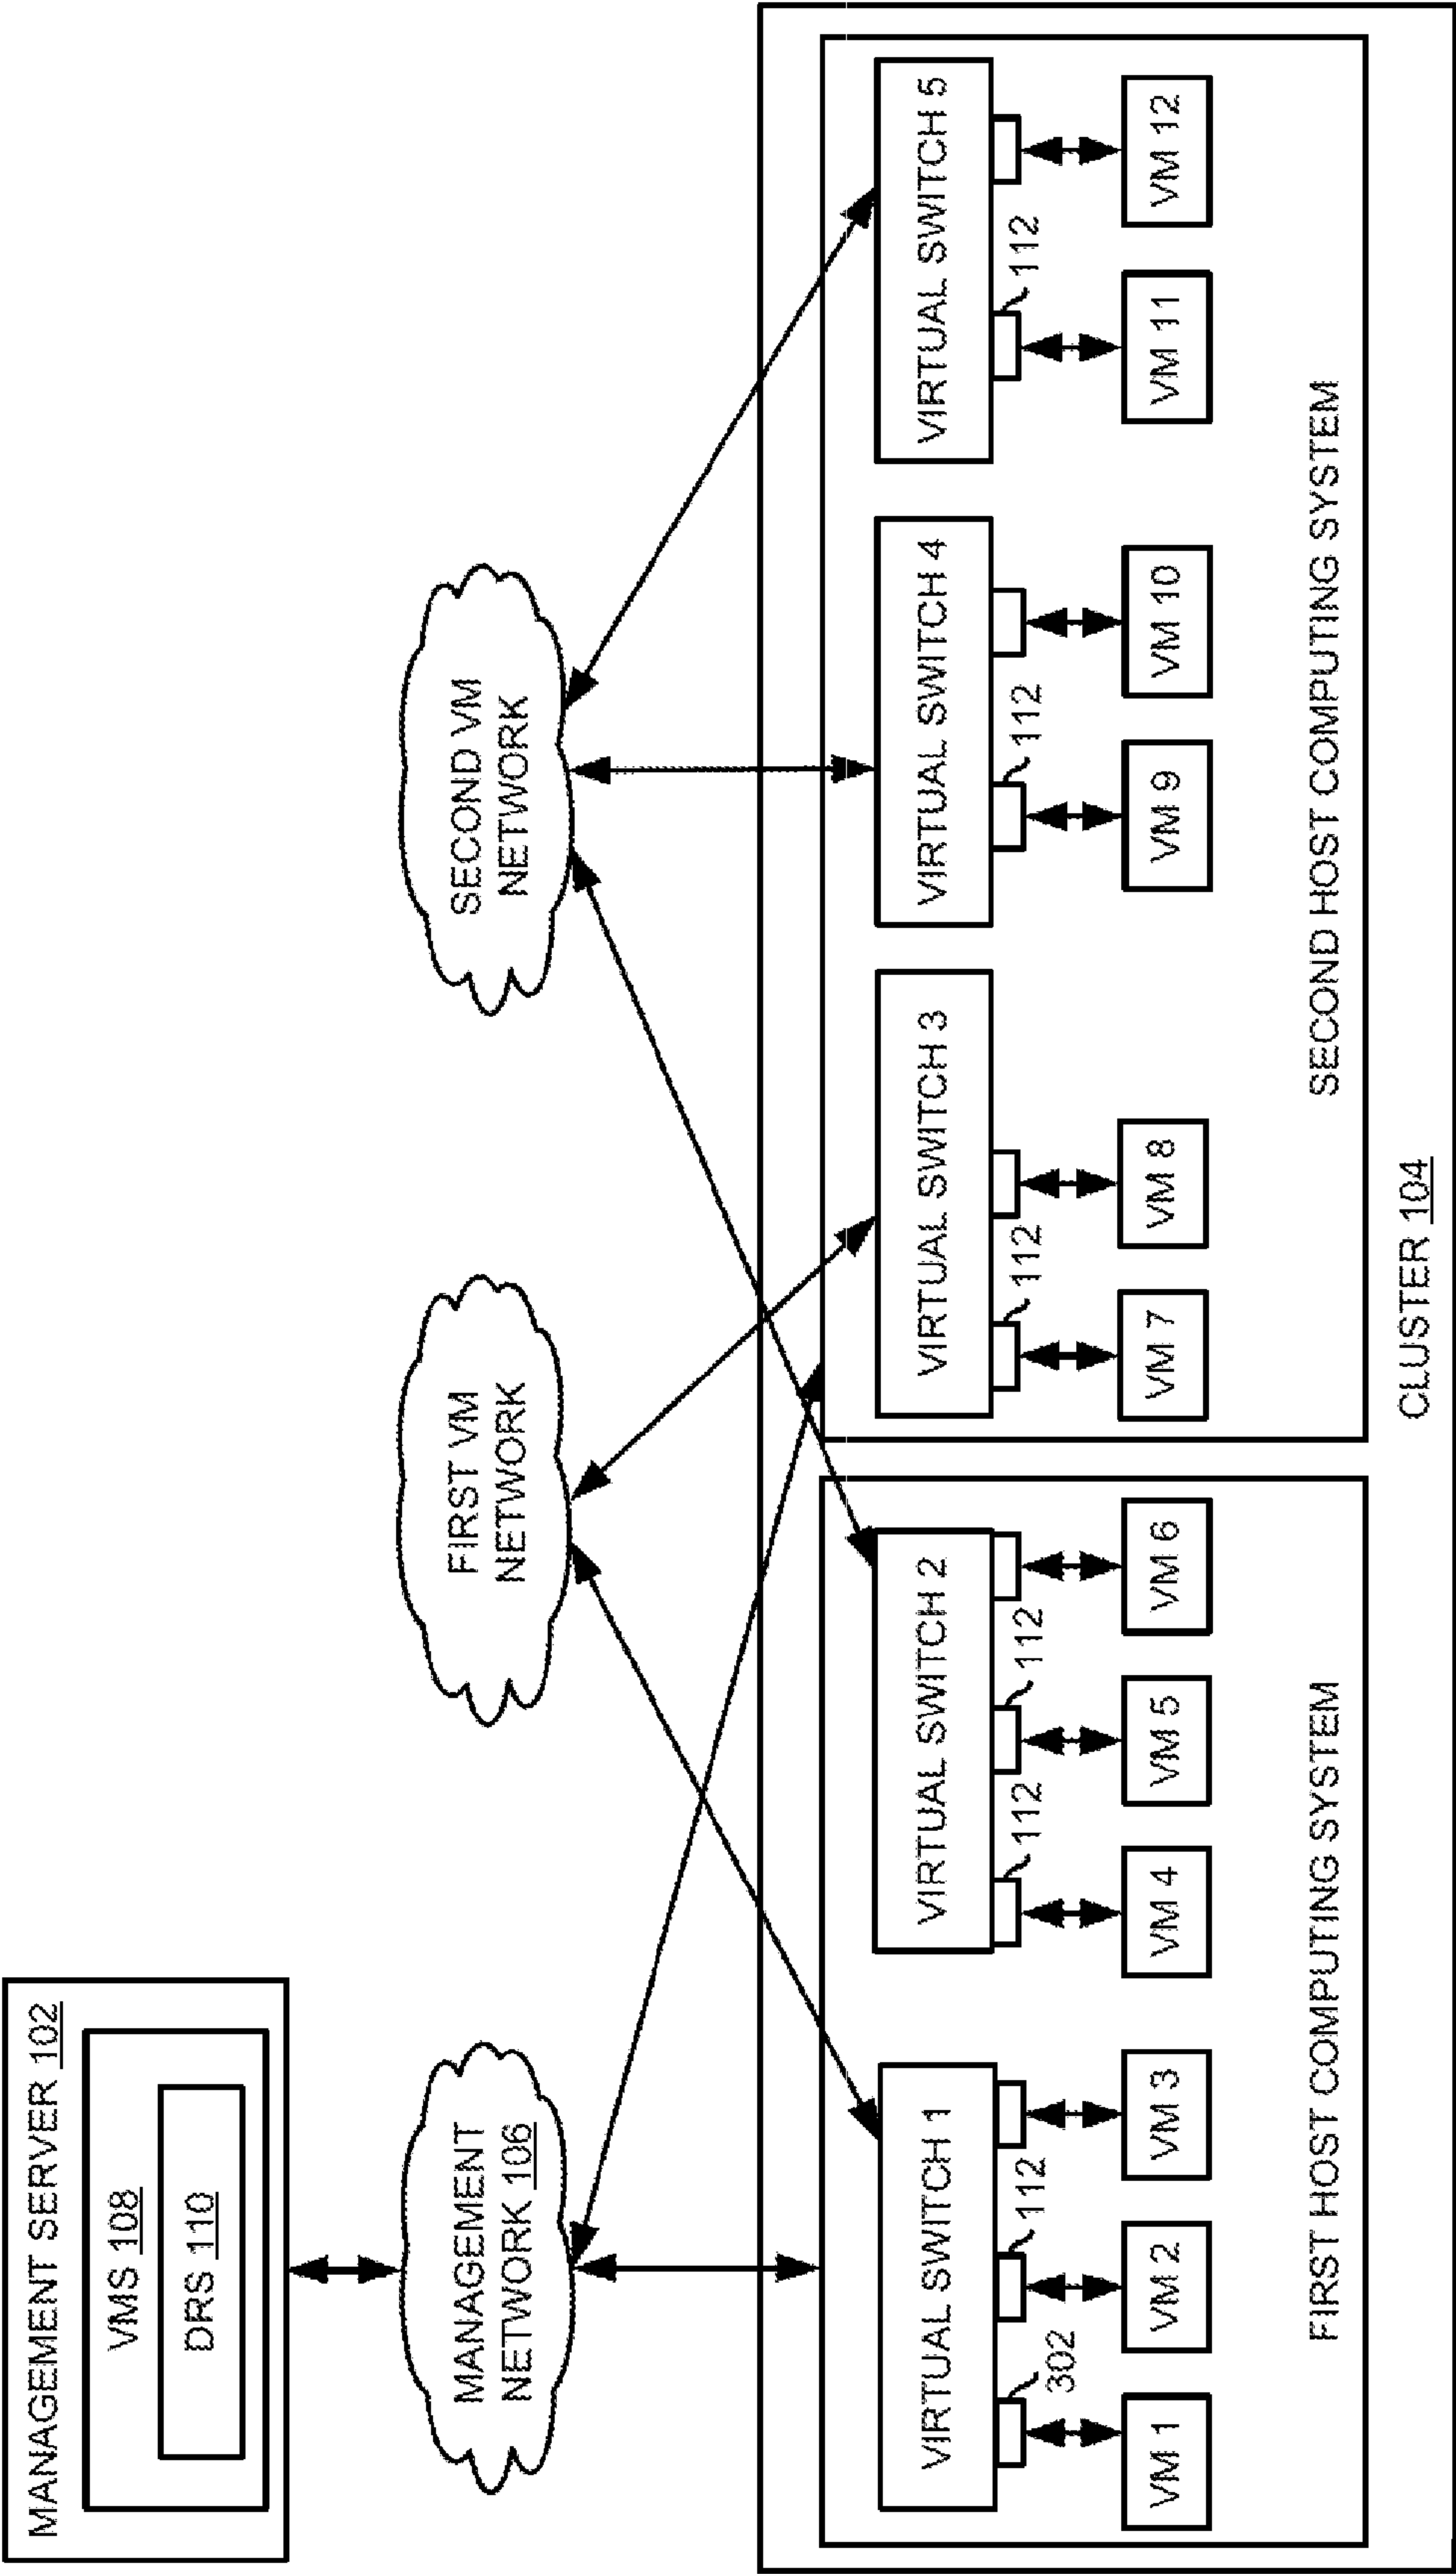 MANAGEMENT SERVER 102
VMS 108
DRS 110
MANAGEMENT
NETWORK 106
FIRST VM
NETWORK
SECOND VM
NETWORK
VIRTUAL SWITCH 1
VIRTUAL SWITCH 2
VIRTUAL SWITCH 3
VIRTUAL SWITCH 4
VIRTUAL SWITCH 5
302
112
112
112
112
112
112
VM 1
VM 2
VM 3
VM 4
VM 5
VM 6
VM 7
VM 8
VM 9
VM 10
VM 11
VM 12
FIRST HOST COMPUTING SYSTEM
SECOND HOST COMPUTING SYSTEM
CLUSTER 104